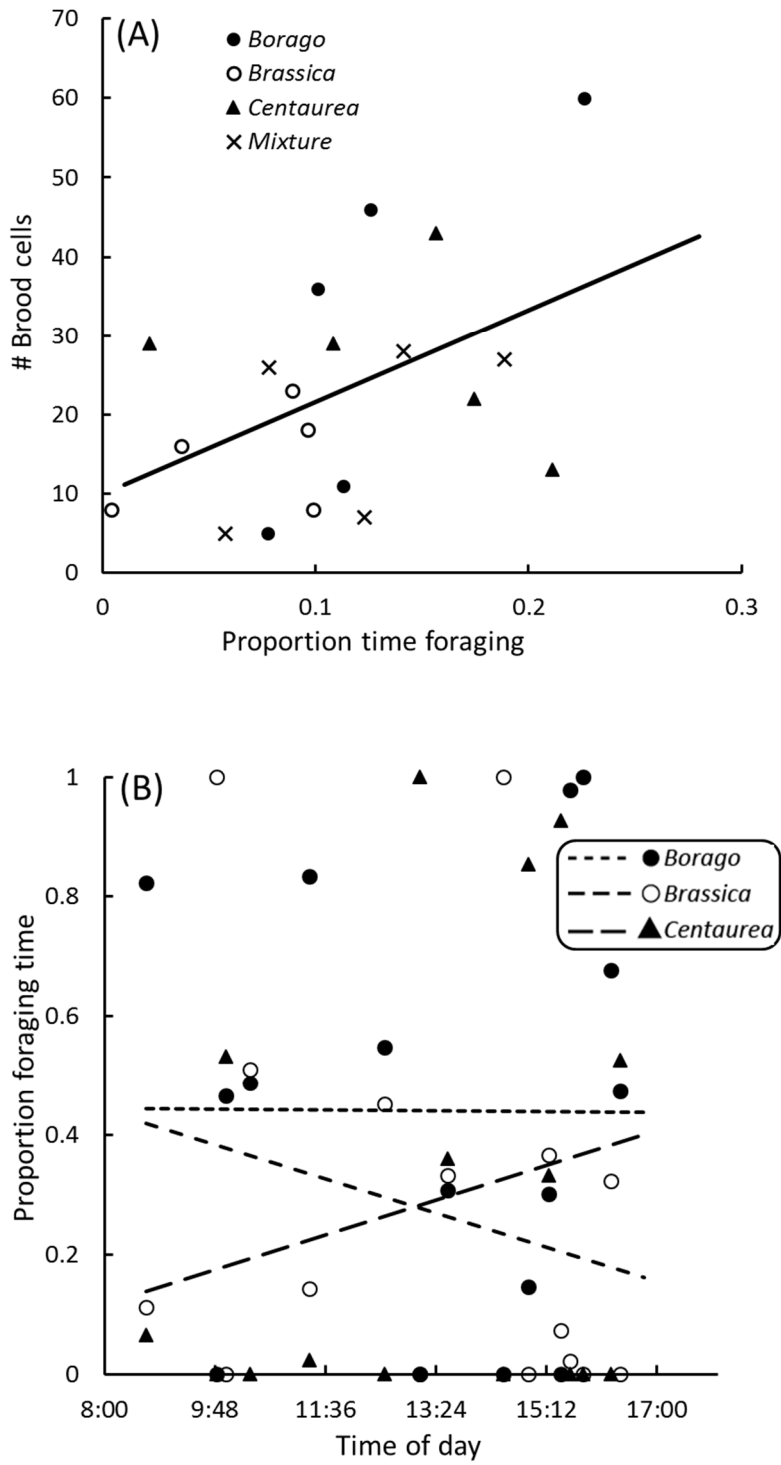 (A)
Borago
Brassica
Centaurea
Mixture
70
60
50
40
30
20
10
0
# Brood cells
0 0.1 0.2 0.3
Proportion time foraging
(B)
Borago
Brassica
Centaurea
1
0.8
0.6
0.4
0.2
0
Proportion foraging time
8:00 9:48 11:36 13:24 15:12 17:00
Time of day